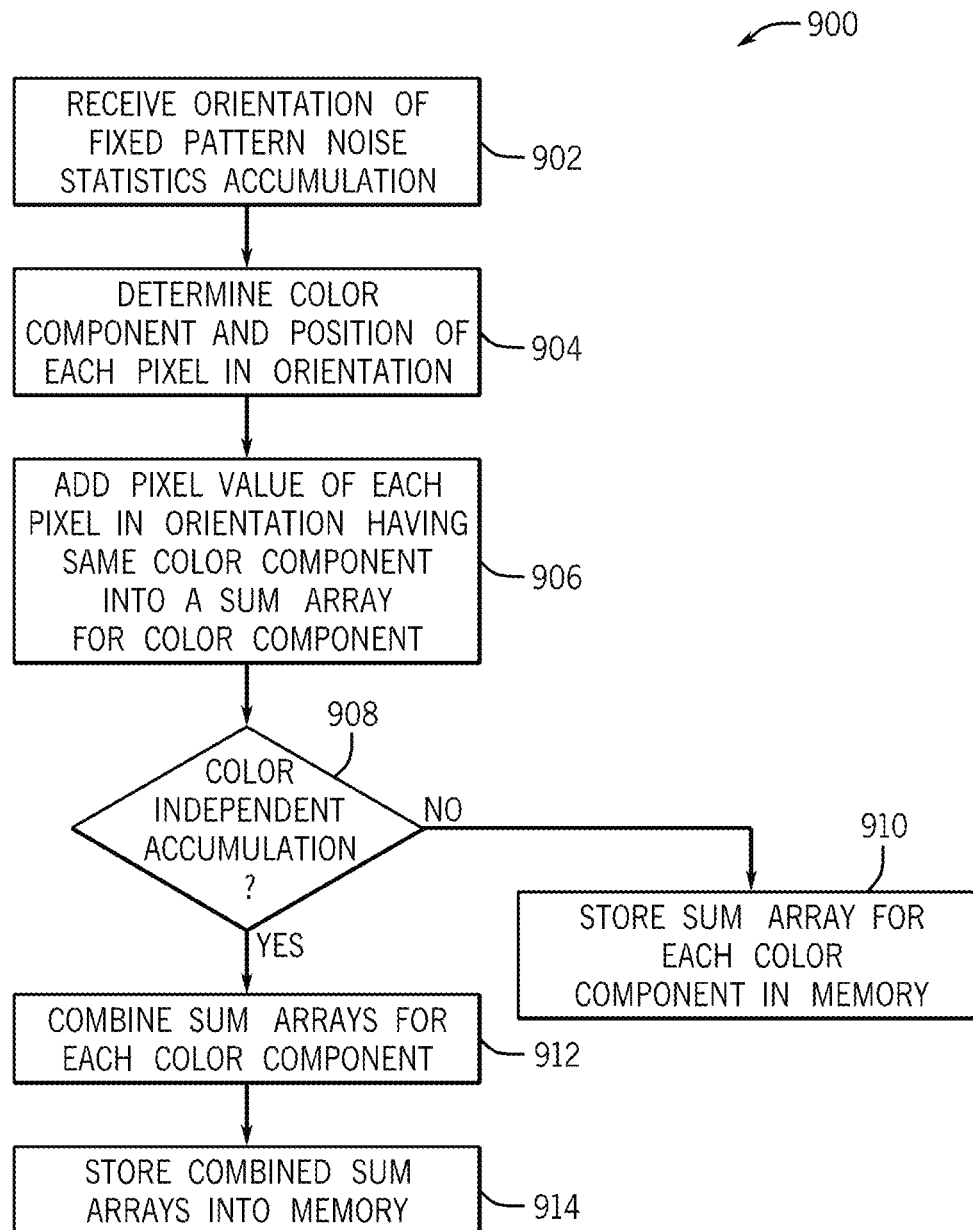 900
RECEIVE ORIENTATION OF
FIXED PATTERN NOISE
STATISTICS ACCUMULATION
902
DETERMINE COLOR
COMPONENT AND POSITION OF
EACH PIXEL IN ORIENTATION
904
ADD PIXEL VALUE OF EACH
PIXEL IN ORIENTATION HAVING
SAME COLOR COMPONENT
INTO A SUM ARRAY
FOR COLOR COMPONENT
906
908
COLOR
INDEPENDENT
ACCUMULATION
?
NO
YES
910
STORE SUM ARRAY FOR
EACH COLOR
COMPONENT IN MEMORY
COMBINE SUM ARRAYS FOR
EACH COLOR COMPONENT
912
STORE COMBINED SUM
ARRAYS INTO MEMORY
914